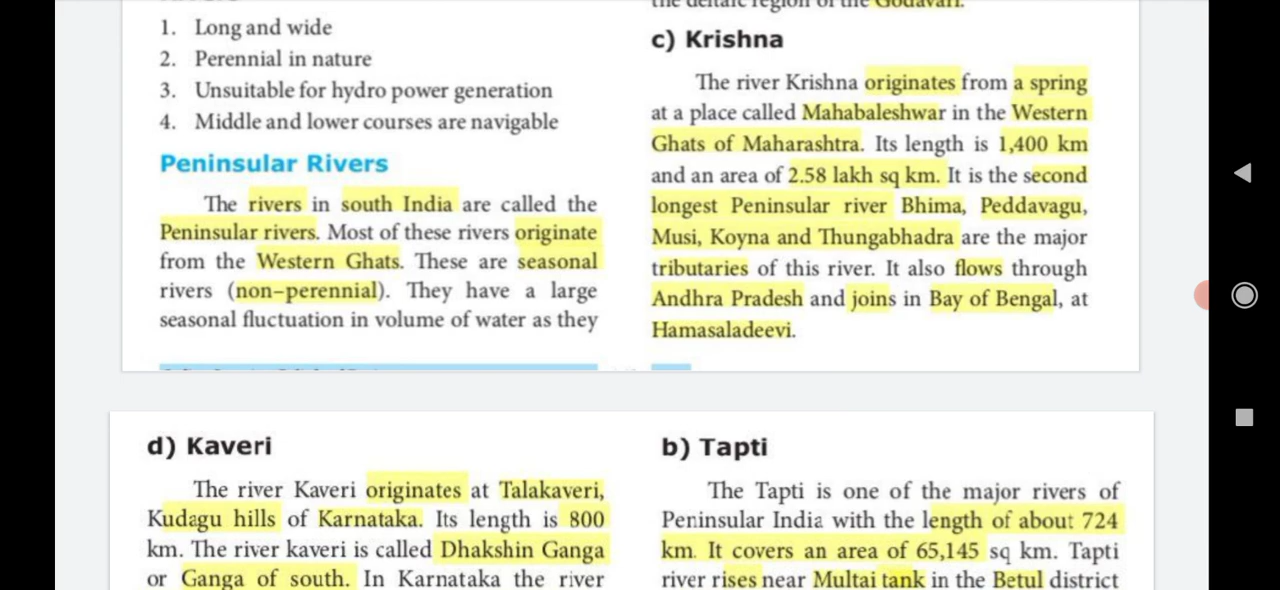 1. Long and wide
2. Perennial in nature
3. Unsuitable for hydro power generation
4. Middle and lower courses are navigable
Peninsular Rivers
The rivers in south India are called the
Peninsular rivers. Most of these rivers originate
from the Western Ghats. These are seasonal
rivers (non–perennial). They have a large
seasonal fluctuation in volume of water as they
the deltaic region of the Godavari.
c) Krishna
The river Krishna originates from a spring
at a place called Mahabaleshwar in the Western
Ghats of Maharashtra. Its length is 1,400 km
and an area of 2.58 lakh sq km. It is the second
longest Peninsular river Bhima, Peddavagu,
Musi, Koyna and Thungabhadra are the major
tributaries of this river. It also flows through
Andhra Pradesh and joins in Bay of Bengal, at
Hamasaladeevi.
d) Kaveri
The river Kaveri originates at Talakaveri,
Kudagu hills of Karnataka. Its length is 800
km. The river kaveri is called Dhakshin Ganga
or Ganga of south. In Karnataka the river
b) Tapti
The Tapti is one of the major rivers of
Peninsular India with the length of about 724
km. It covers an area of 65,145 sq km. Tapti
river rises near Multai tank in the Betul district